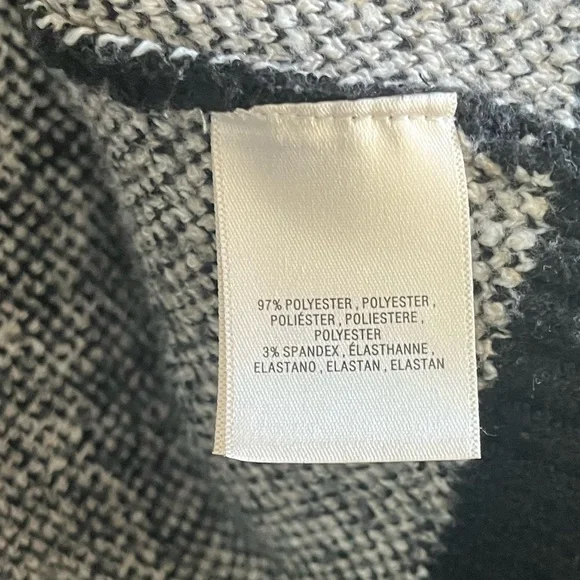 97% POLYESTER , POLYESTER ,
POLIÉSTER , POLIESTERE ,
POLYESTER
3% SPANDEX , ÉLASTHANNE ,
ELASTANO , ELASTAN , ELASTAN